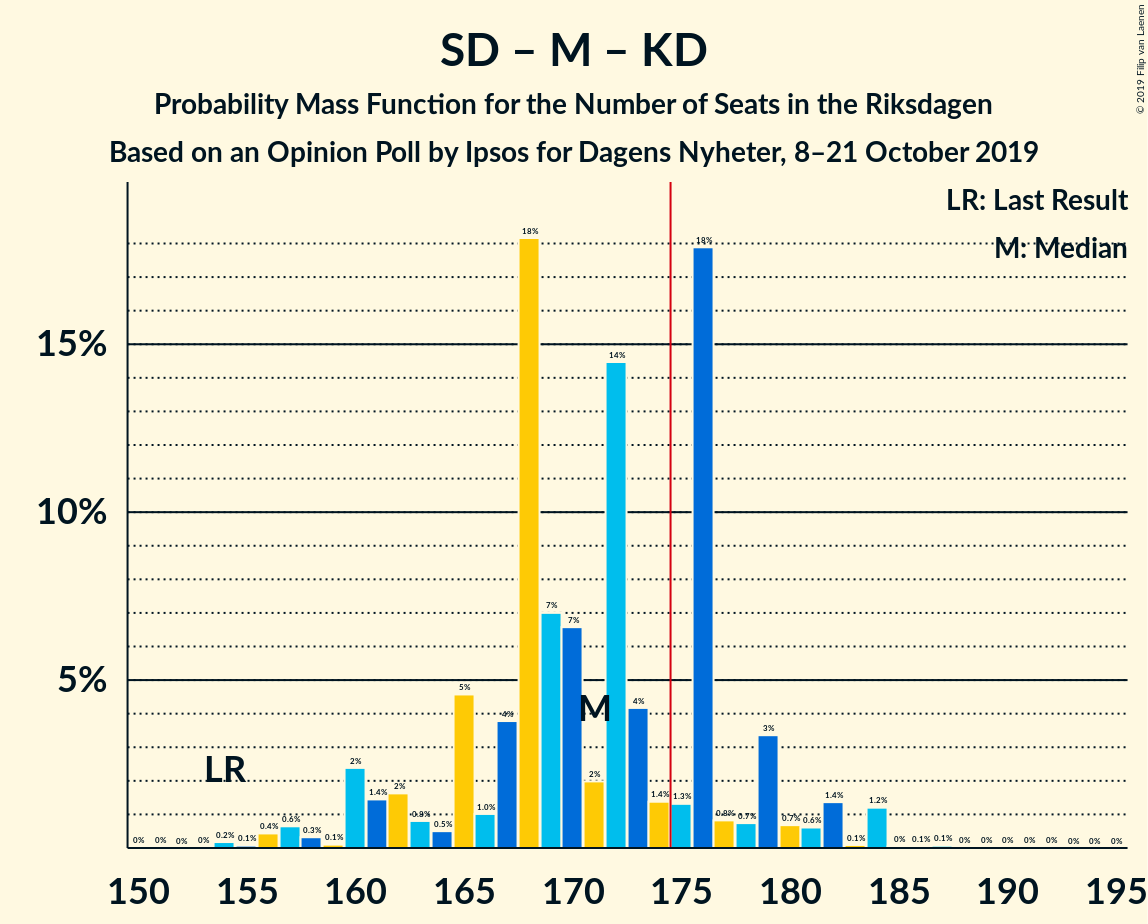 © 2019 Filip van Laenen
SD – M – KD
Probability Mass Function for the Number of Seats in the Riksdagen
Based on an Opinion Poll by Ipsos for Dagens Nyheter, 8–21 October 2019
LR: Last Result
M: Median
15%
10%
5%
0% 0% 0% 0% 0.2% 0.1% 0.4% 0.6% 0.3% 0.1% 2% 1.4% 2% 0.8% 0.5% 5% 1.0% 4% 18% 7% 7% 2% 14% 4% 1.4% 1.3% 18% 0.8% 0.7% 3% 0.7% 0.6% 1.4% 0.1% 1.2% 0% 0.1% 0.1% 0% 0% 0% 0% 0% 0% 0% 0%
LR
M
150 155 160 165 170 175 180 185 190 195